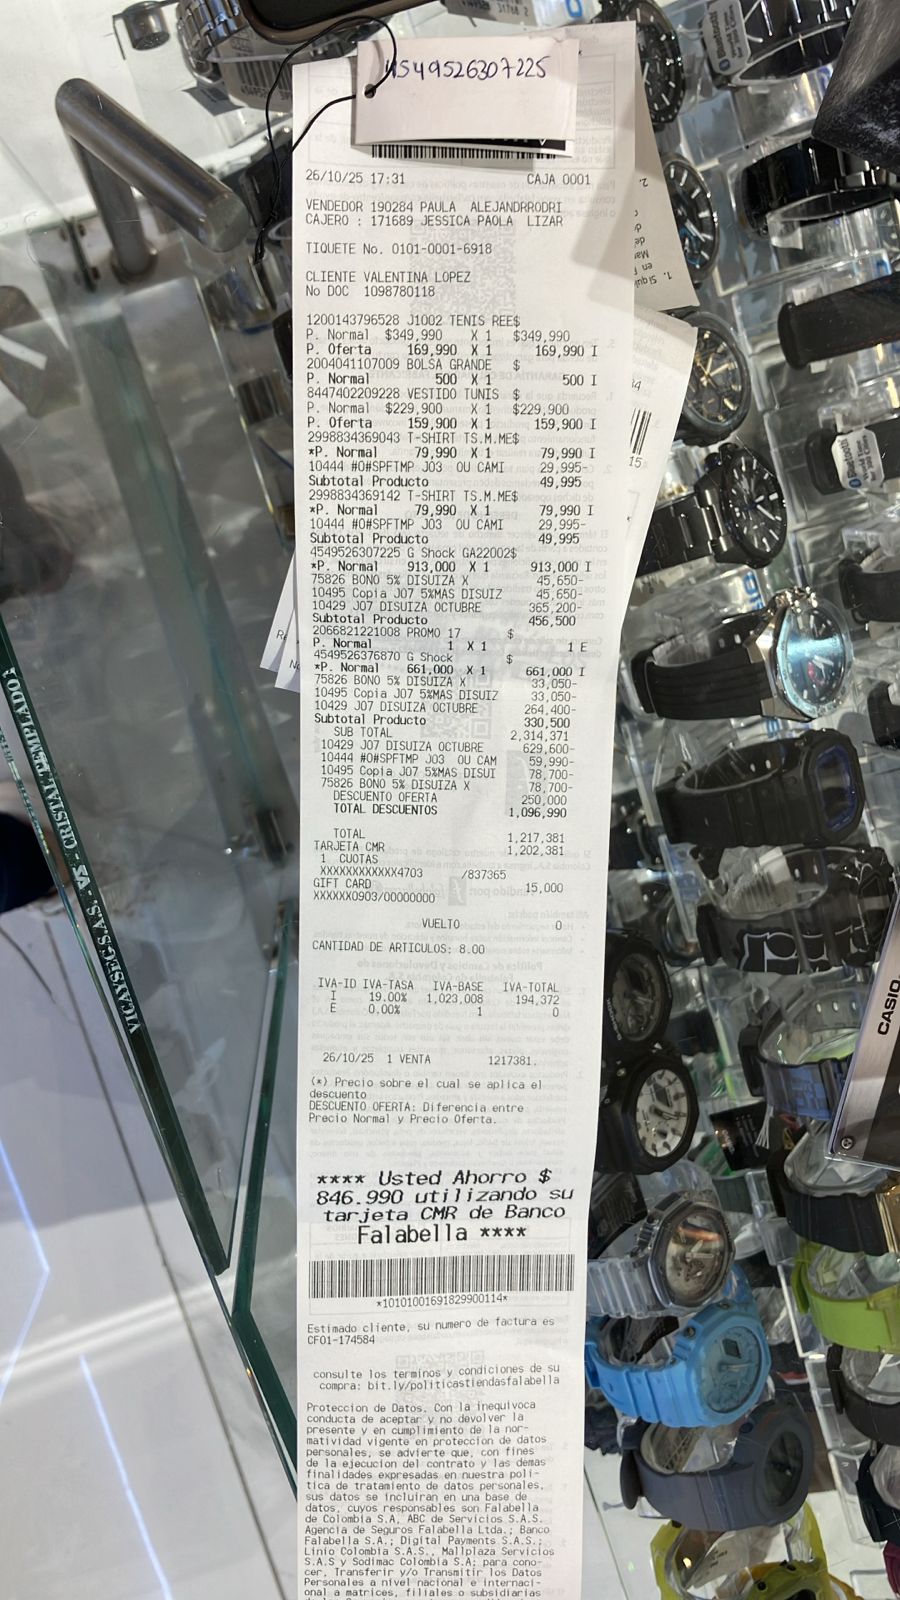 4549526307225
26/10/25 17:31 CAJA 0001
VENDEDOR 190284 PAULA ALEJANDRRODRI
CAJERO : 171689 JESSICA PAOLA LIZAR
TIQUETE No. 0101-0001-6918
CLIENTE VALENTINA LOPEZ
No DOC 1098780118
1200143796528 J1002 TENIS REE$
P. Normal $349,990 X 1 $349,990
P. Oferta 169,990 X 1 169,990 I
2004041107009 BOLSA GRANDE $
P. Normal 500 X 1 500 I
8447402209228 VESTIDO TUNIS $
P. Normal $229,900 X 1 $229,900
P. Oferta 159,900 X 1 159,900 I
2998834369043 T-SHIRT TS.M.ME$
*P. Normal 79,990 X 1 79,990 I
10444 #O#SPFTMP J03 OU CAMI 29,995-
Subtotal Producto 49,995
2998834369142 T-SHIRT TS.M.ME$
*P. Normal 79,990 X 1 79,990 I
10444 #O#SPFTMP J03 OU CAMI 29,995-
Subtotal Producto 49,995
4549526307225 G Shock GA22002$
*P. Normal 913,000 X 1 913,000 I
75826 BONO 5% DISUIZA X 45,650-
10495 Copia J07 5%MAS DISUIZ 45,650-
10429 J07 DISUIZA OCTUBRE 365,200-
Subtotal Producto 456,500
2066821221008 PROMO 17 $
P. Normal 1 X 1 1 E
4549526376870 G Shock $
*P. Normal 661,000 X 1 661,000 I
75826 BONO 5% DISUIZA X 33,050-
10495 Copia J07 5%MAS DISUIZ 33,050-
10429 J07 DISUIZA OCTUBRE 264,400-
Subtotal Producto 330,500
SUB TOTAL 2,314,371
10429 J07 DISUIZA OCTUBRE 629,600-
10444 #O#SPFTMP J03 OU CAM 59,990-
10495 Copia J07 5%MAS DISUI 78,700-
75826 BONO 5% DISUIZA X 78,700-
DESCUENTO OFERTA 250,000
TOTAL DESCUENTOS 1,096,990
TOTAL 1,217,381
TARJETA CMR 1,202,381
1 CUOTAS
XXXXXXXXXXXX4703 /837365
GIFT CARD 15,000
XXXXXX0903/00000000
VUELTO 0
CANTIDAD DE ARTICULOS: 8.00
IVA-ID IVA-TASA IVA-BASE IVA-TOTAL
I 19.00% 1,023,008 194,372
E 0.00% 1 0
26/10/25 1 VENTA 1217381.
(*) Precio sobre el cual se aplica el
descuento
DESCUENTO OFERTA: Diferencia entre
Precio Normal y Precio Oferta.
**** Usted Ahorro $
846.990 utilizando su
tarjeta CMR de Banco
Falabella ****
*10101001691829900114*
Estimado cliente, su numero de factura es
CF01-174584
consulte los terminos y condiciones de su
compra: bit.ly/politicastiendasfalabella
Proteccion de Datos. Con la inequivoca
conducta de aceptar y no devolver la
presente y en cumplimiento de la nor-
matividad vigente en proteccion de datos
personales, se advierte que, con fines
de la ejecucion del contrato y las demas
finalidades expresadas en nuestra poli-
tica de tratamiento de datos personales,
sus datos se incluiran en una base de
datos, cuyos responsables son Falabella
de Colombia S.A, ABC de Servicios S.A.S.
Agencia de Seguros Falabella Ltda.; Banco
Falabella S.A.; Digital Payments S.A.S.;
Linio Colombia S.A.S., Mallplaza Servicios
S.A.S y Sodimac Colombia S.A; para cono-
cer, Transferir y/o Transmitir los Datos
Personales a nivel nacional e internaci-
onal a matrices, filiales o subsidiarias
VICAYSEG S.A.S. - CRISTAL TEMPLADO
CASIO
Bluetooth
Bluetooth